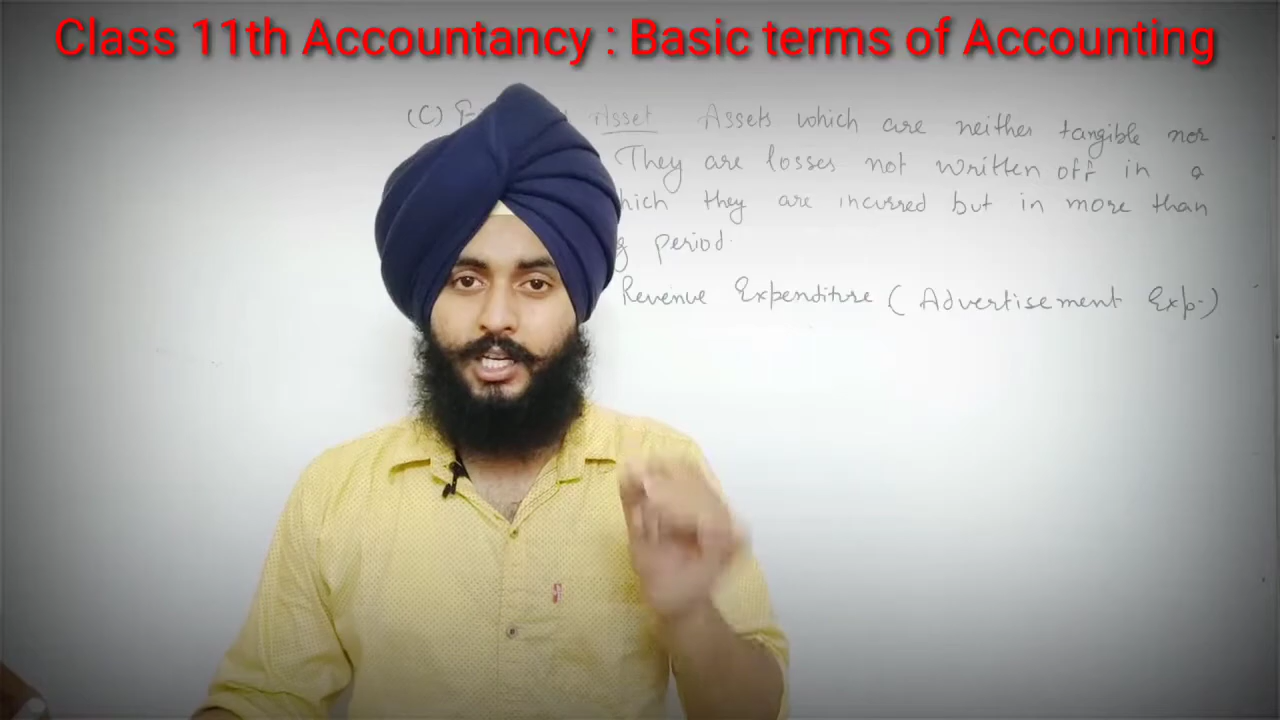 Class 11th Accountancy : Basic terms of Accounting
(C) Asset Assets which are neither tangible nor
They are losses not written off in a
they are incurred but in more than
period.
Revenue Expenditure (Advertisement Exp.)